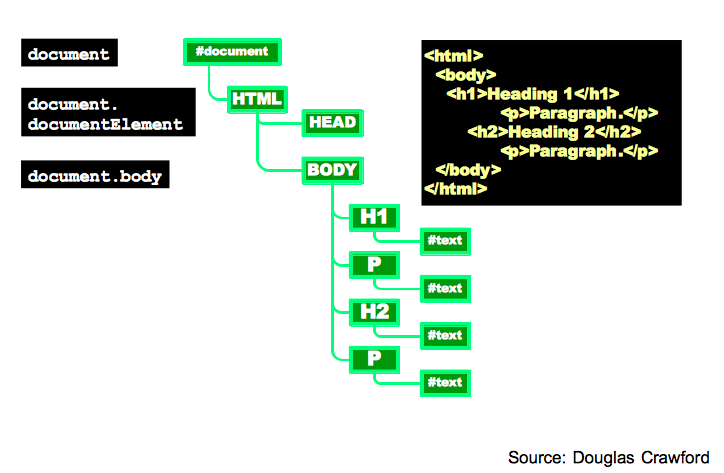 document
#document
<html>
<body>
<h1>Heading 1</h1>
<p>Paragraph.</p>
<h2>Heading 2</h2>
<p>Paragraph.</p>
</body>
</html>
document.
documentElement
HTML
HEAD
document.body
BODY
H1
#text
P
#text
H2
#text
P
#text
Source: Douglas Crawford